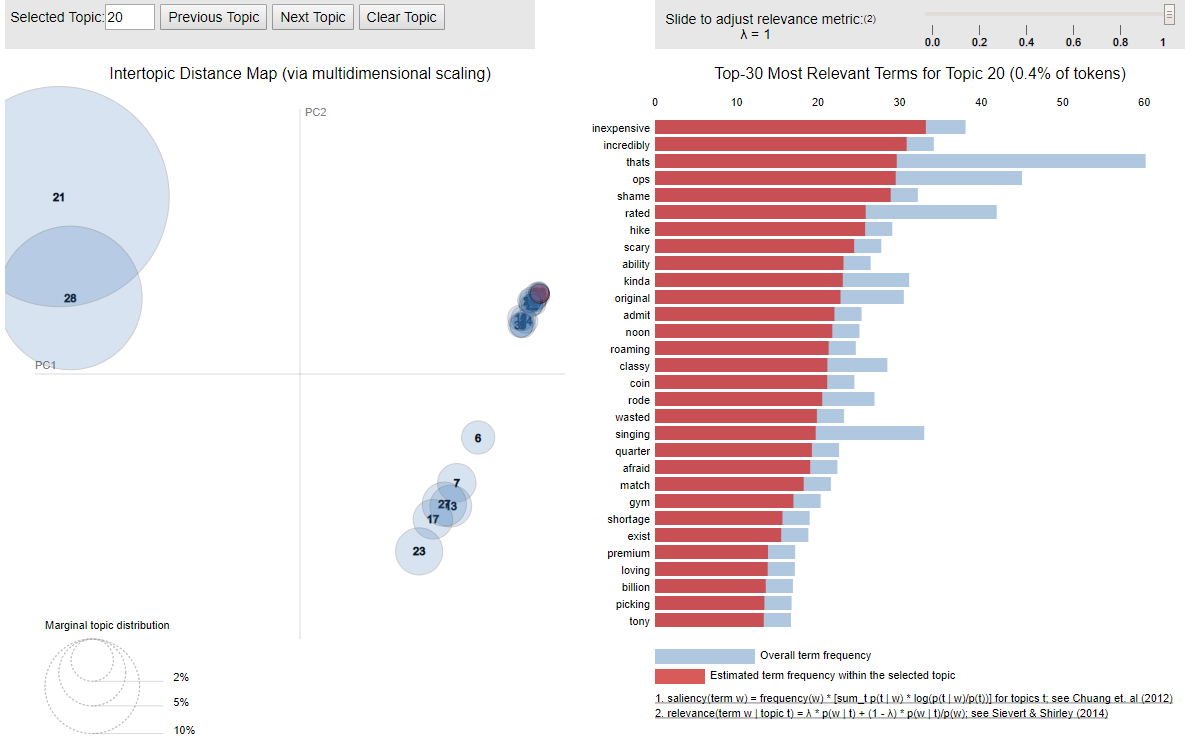 Selected Topic: 20 Previous Topic Next Topic Clear Topic
Slide to adjust relevance metric:(2)
λ = 1
0.0 0.2 0.4 0.6 0.8 1
Intertopic Distance Map (via multidimensional scaling)
PC2
21
28
PC1
6
7
27
13
17
23
Marginal topic distribution
2%
5%
10%
Top-30 Most Relevant Terms for Topic 20 (0.4% of tokens)
0 10 20 30 40 50 60
inexpensive
incredibly
thats
ops
shame
rated
hike
scary
ability
kinda
original
admit
noon
roaming
classy
coin
rode
wasted
singing
quarter
afraid
match
gym
shortage
exist
premium
loving
billion
picking
tony
Overall term frequency
Estimated term frequency within the selected topic
1. saliency(term w) = frequency(w) * [sum_t p(t | w) * log(p(t | w)/p(t))] for topics t; see Chuang et. al (2012)
2. relevance(term w | topic t) = λ * p(w | t) + (1 - λ) * p(w | t)/p(w); see Sievert & Shirley (2014)